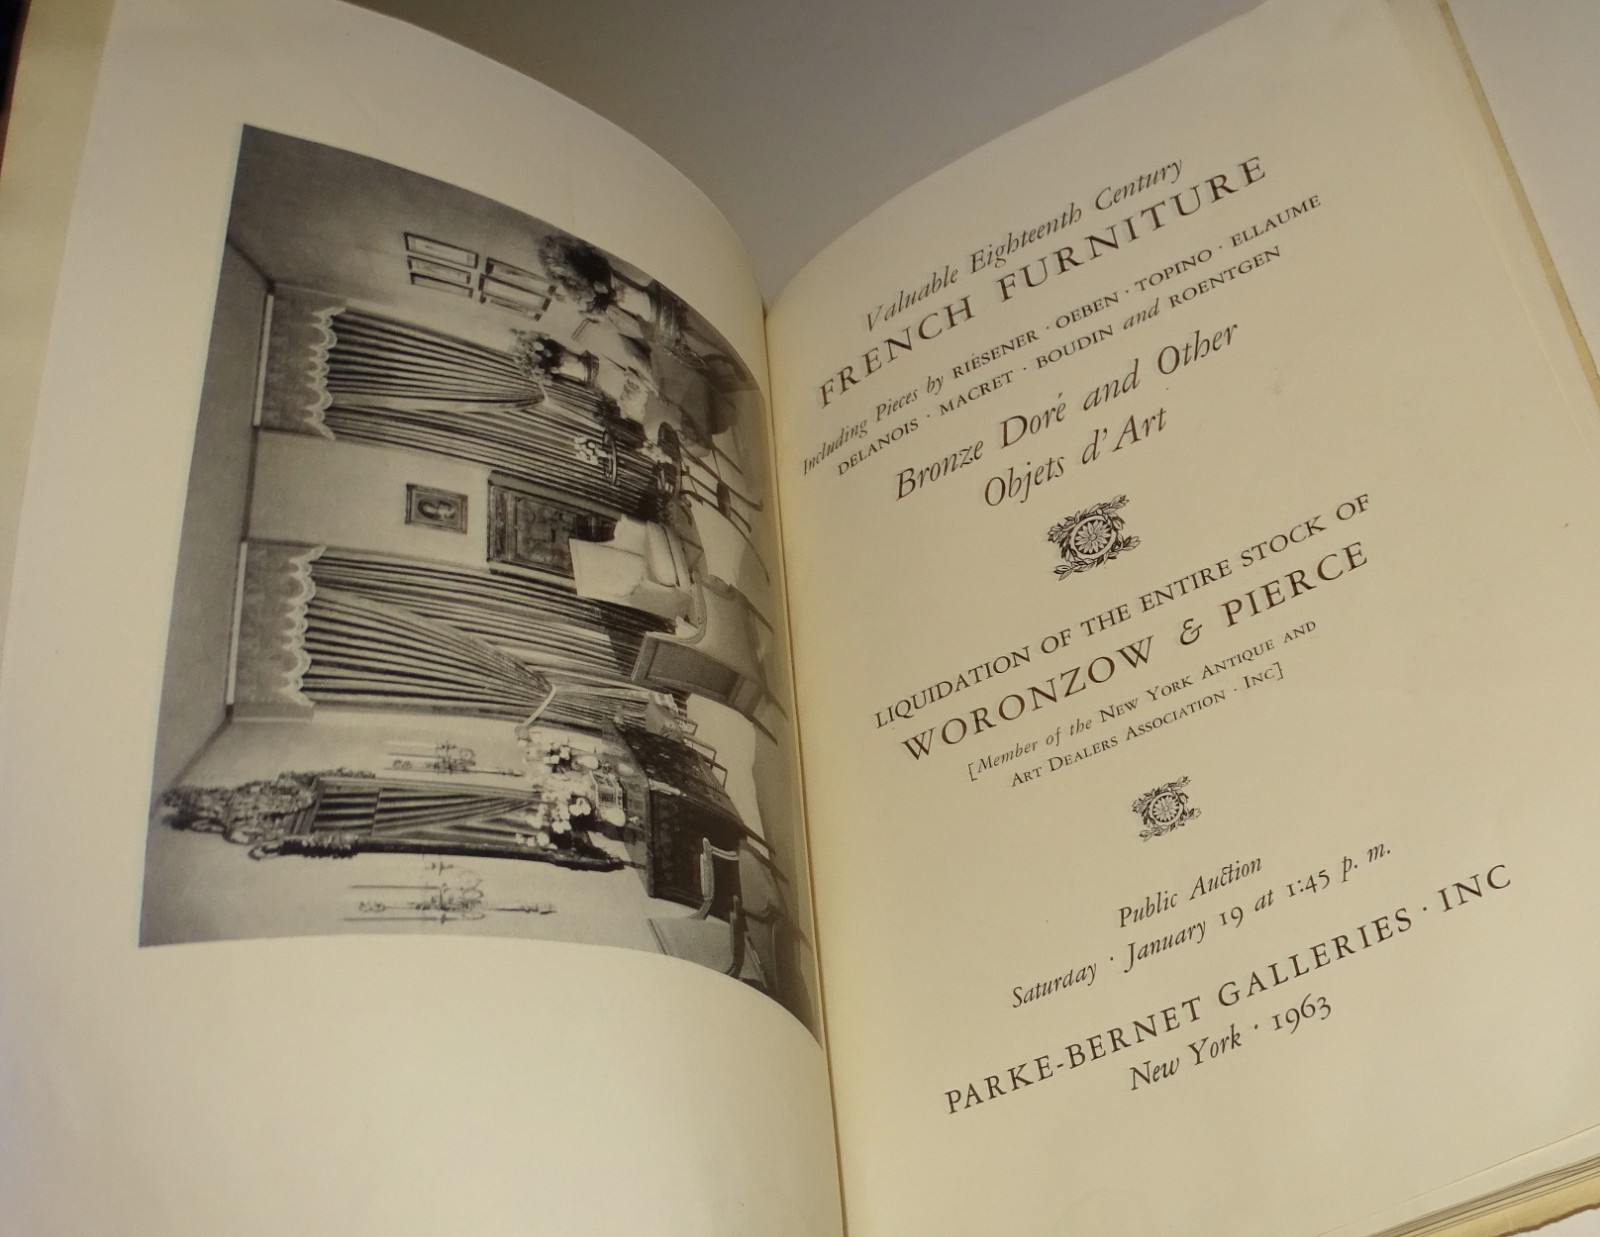 Valuable Eighteenth Century
FRENCH FURNITURE
Including Pieces by RIESENER · OEBEN · TOPINO · ELLAUME
DELANOIS · MACRET · BOUDIN and ROENTGEN
Bronze Doré and Other
Objets d'Art
LIQUIDATION OF THE ENTIRE STOCK OF
WORONZOW & PIERCE
[Member of the New York Antique and
Art Dealers Association · Inc]
Public Auction
Saturday · January 19 at 1:45 p. m.
PARKE-BERNET GALLERIES · INC
New York · 1963